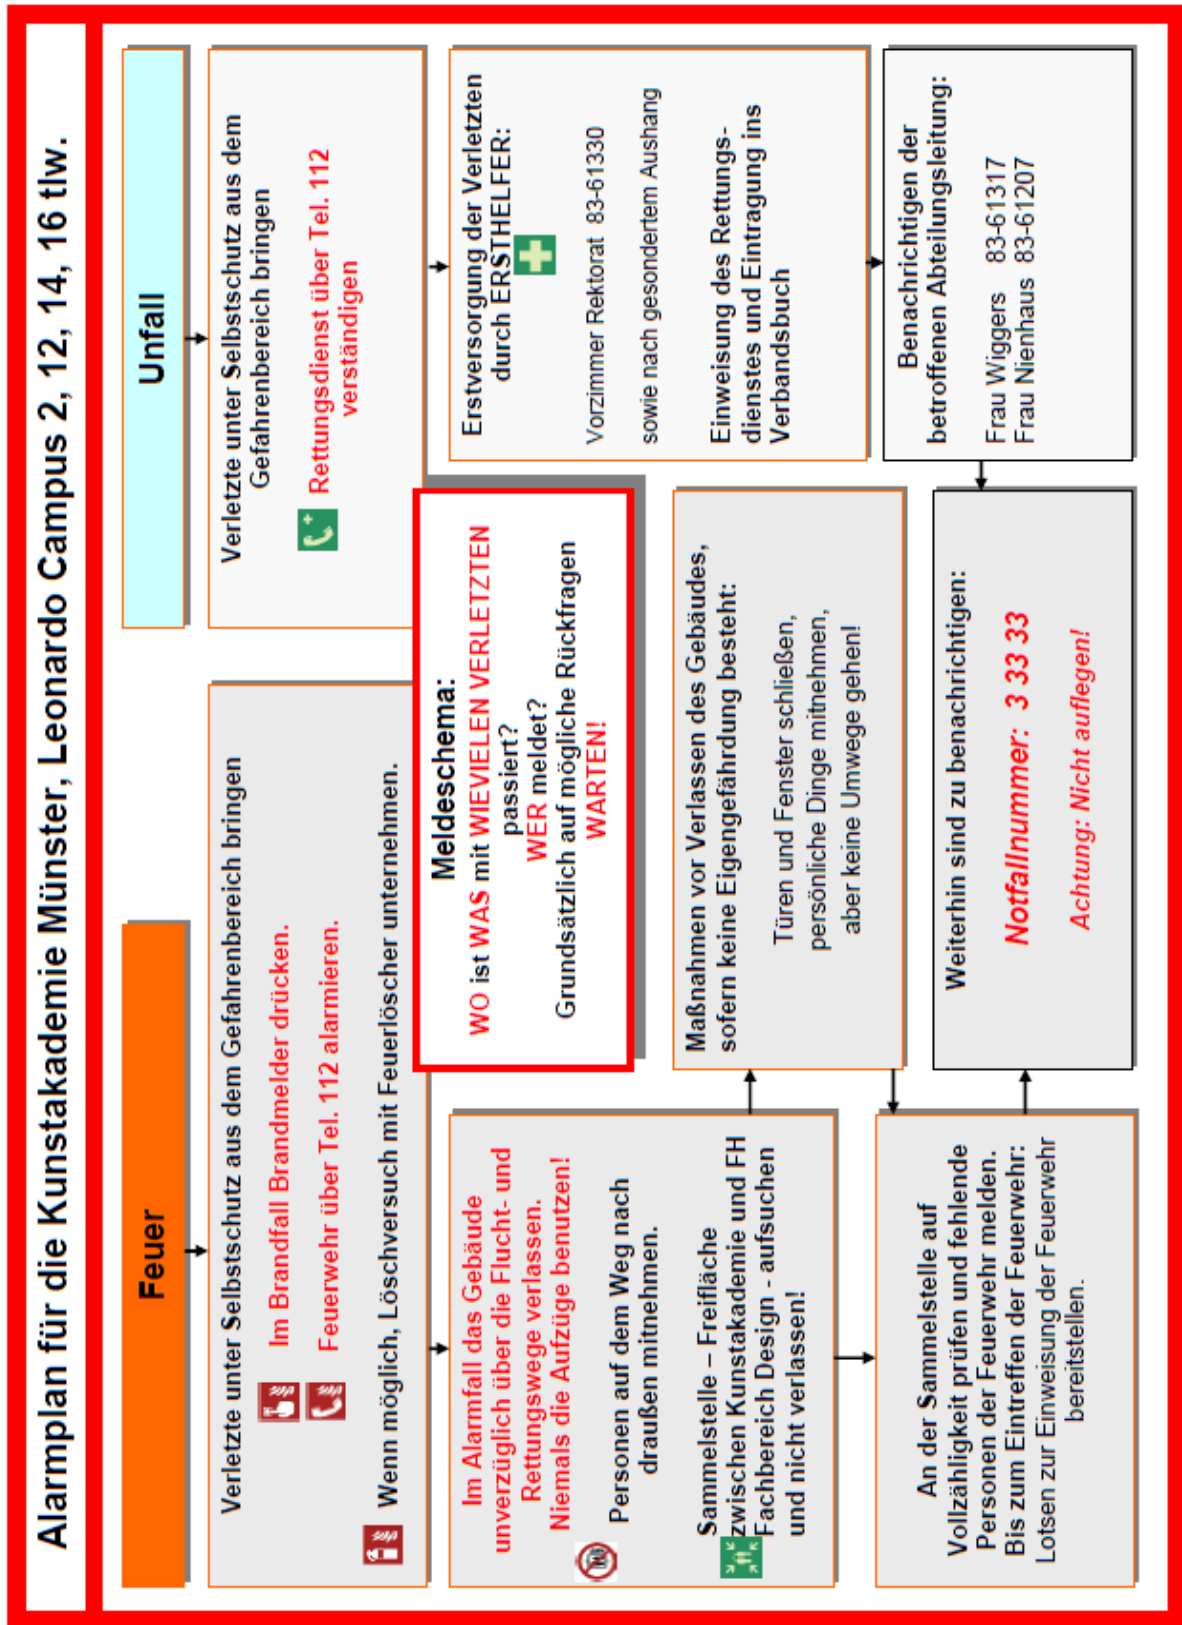 Alarmplan für die Kunstakademie Münster, Leonardo Campus 2, 12, 14, 16 tlw.
Feuer
Verletzte unter Selbstschutz aus dem Gefahrenbereich bringen
Im Brandfall Brandmelder drücken.
Feuerwehr über Tel. 112 alarmieren.
Wenn möglich, Löschversuch mit Feuerlöscher unternehmen.
Im Alarmfall das Gebäude
unverzüglich über die Flucht- und
Rettungswege verlassen.
Niemals die Aufzüge benutzen!
Personen auf dem Weg nach
draußen mitnehmen.
Sammelstelle – Freifläche
zwischen Kunstakademie und FH
Fachbereich Design - aufsuchen
und nicht verlassen!
Maßnahmen vor Verlassen des Gebäudes,
sofern keine Eigengefährdung besteht:
Türen und Fenster schließen,
persönliche Dinge mitnehmen,
aber keine Umwege gehen!
An der Sammelstelle auf
Vollzähligkeit prüfen und fehlende
Personen der Feuerwehr melden.
Bis zum Eintreffen der Feuerwehr:
Lotsen zur Einweisung der Feuerwehr
bereitstellen.
Meldeschema:
WO ist WAS mit WIEVIELEN VERLETZTEN
passiert?
WER meldet?
Grundsätzlich auf mögliche Rückfragen
WARTEN!
Unfall
Verletzte unter Selbstschutz aus dem
Gefahrenbereich bringen
Rettungsdienst über Tel. 112
verständigen
Erstversorgung der Verletzten
durch ERSTHELFER:
Vorzimmer Rektorat 83-61330
sowie nach gesondertem Aushang
Einweisung des Rettungs-
dienstes und Eintragung ins
Verbandsbuch
Benachrichtigen der
betroffenen Abteilungsleitung:
Frau Wiggers 83-61317
Frau Nienhaus 83-61207
Weiterhin sind zu benachrichtigen:
Notfallnummer: 3 33 33
Achtung: Nicht auflegen!